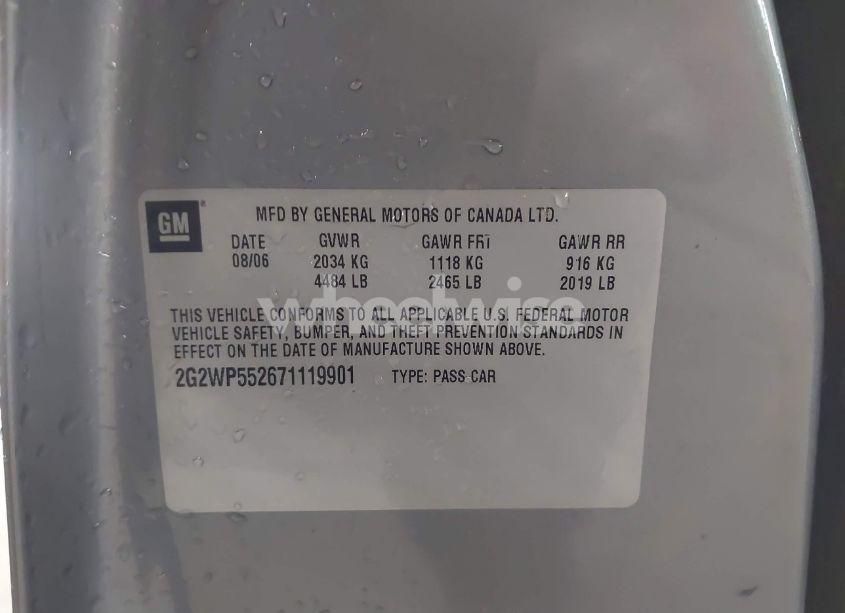 GM
MFD BY GENERAL MOTORS OF CANADA LTD.
DATE GVWR GAWR FRT GAWR RR
08/06 2034 KG 1118 KG 916 KG
4484 LB 2465 LB 2019 LB
wheelwise
THIS VEHICLE CONFORMS TO ALL APPLICABLE U.S. FEDERAL MOTOR
VEHICLE SAFETY, BUMPER, AND THEFT PREVENTION STANDARDS IN
EFFECT ON THE DATE OF MANUFACTURE SHOWN ABOVE.
2G2WP552671119901 TYPE: PASS CAR